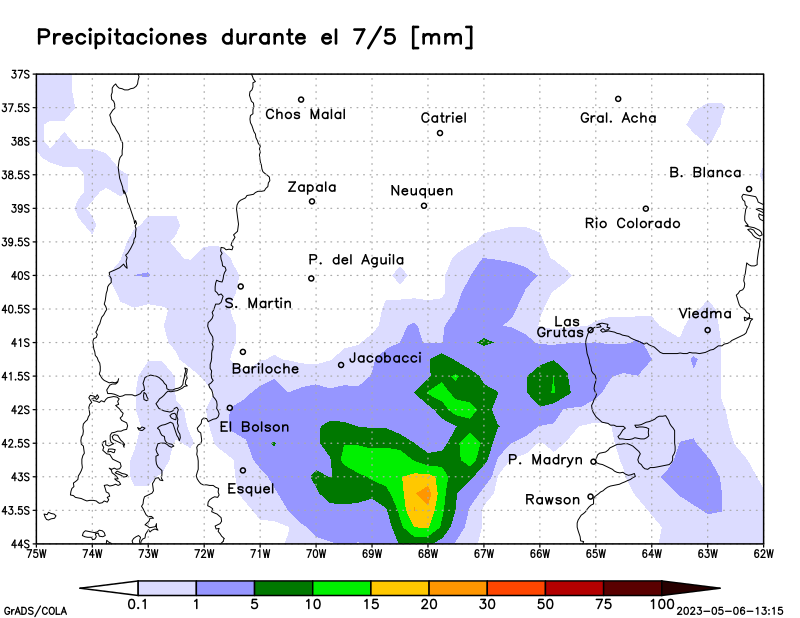 Precipitaciones durante el 7/5 [mm]
37S
37.5S
38S
38.5S
39S
39.5S
40S
40.5S
41S
41.5S
42S
42.5S
43S
43.5S
44S
Chos Malal
Catriel
Gral. Acha
B. Blanca
Zapala
Neuquen
Rio Colorado
P. del Aguila
S. Martin
Viedma
Las
Grutas
Jacobacci
Bariloche
El Bolson
P. Madryn
Esquel
Rawson
75W 74W 73W 72W 71W 70W 69W 68W 67W 66W 65W 64W 63W 62W
0.1 1 5 10 15 20 30 50 75 100
GrADS/COLA
2023-05-06-13:15